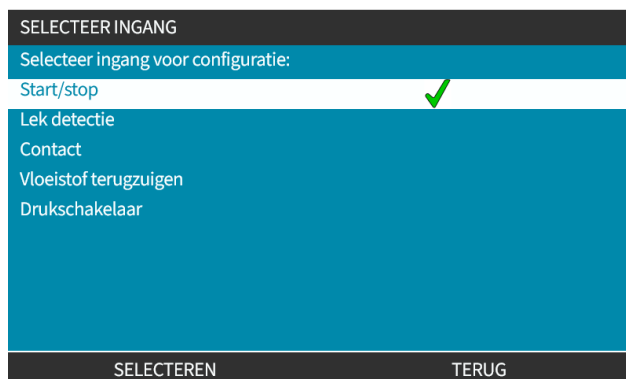 SELECTEER INGANG
Selecteer ingang voor configuratie:
Start/stop
Lek detectie
Contact
Vloeistof terugzuigen
Drukschakelaar
SELECTEREN TERUG